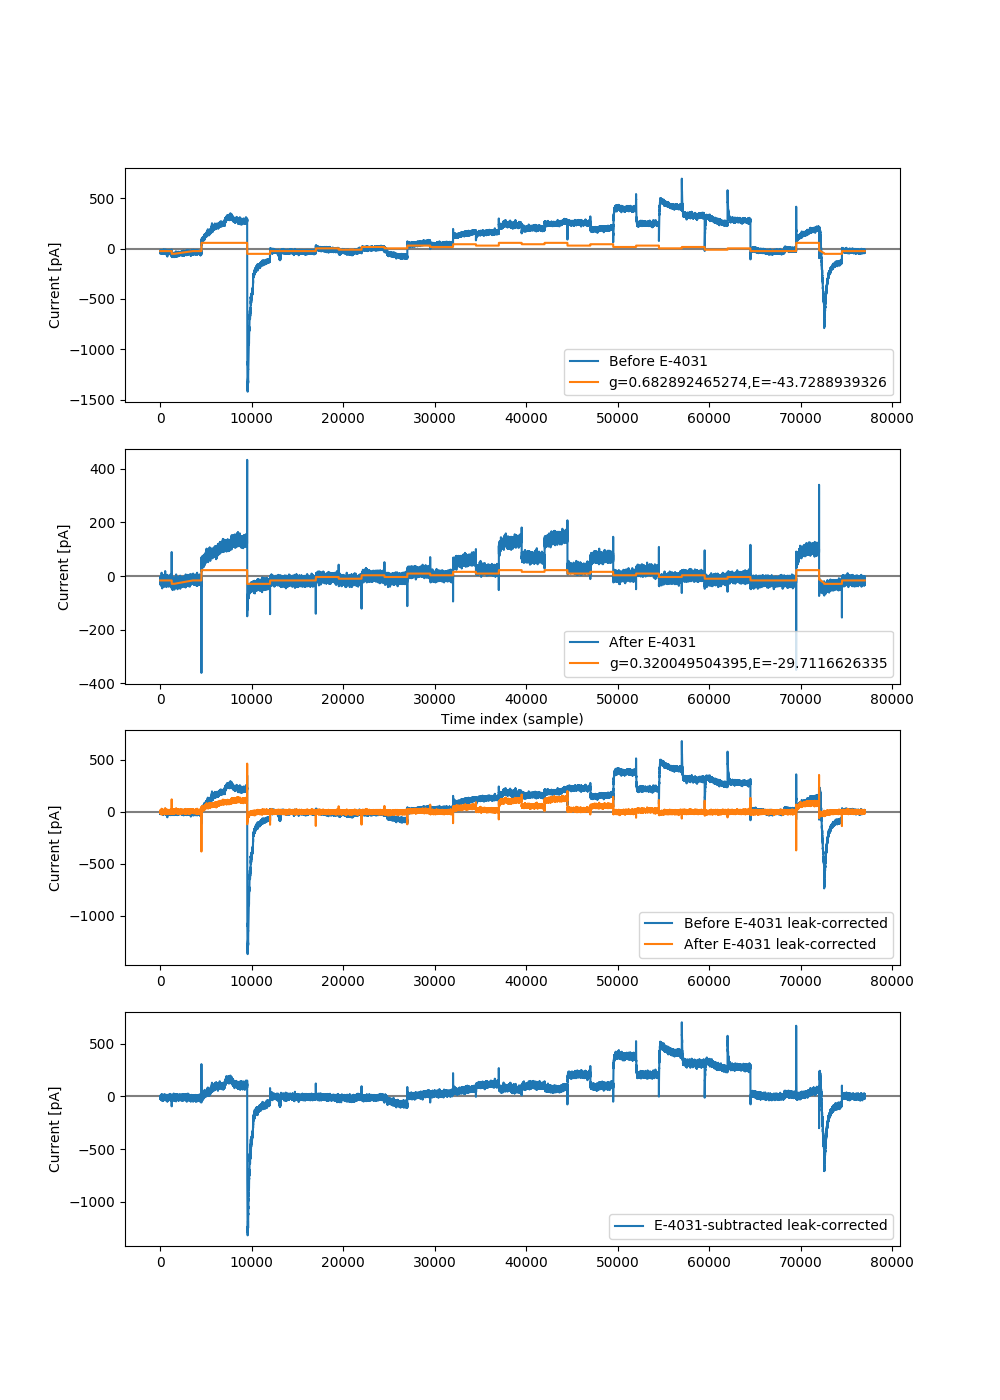 500
0
−500
−1000
−1500
Current [pA]
Before E-4031
g=0.682892465274,E=-43.7288939326
0 10000 20000 30000 40000 50000 60000 70000 80000
400
200
0
−200
−400
Current [pA]
After E-4031
g=0.320049504395,E=-29.7116626335
0 10000 20000 30000 40000 50000 60000 70000 80000
Time index (sample)
500
0
−500
−1000
Current [pA]
Before E-4031 leak-corrected
After E-4031 leak-corrected
0 10000 20000 30000 40000 50000 60000 70000 80000
500
0
−500
−1000
Current [pA]
E-4031-subtracted leak-corrected
0 10000 20000 30000 40000 50000 60000 70000 80000